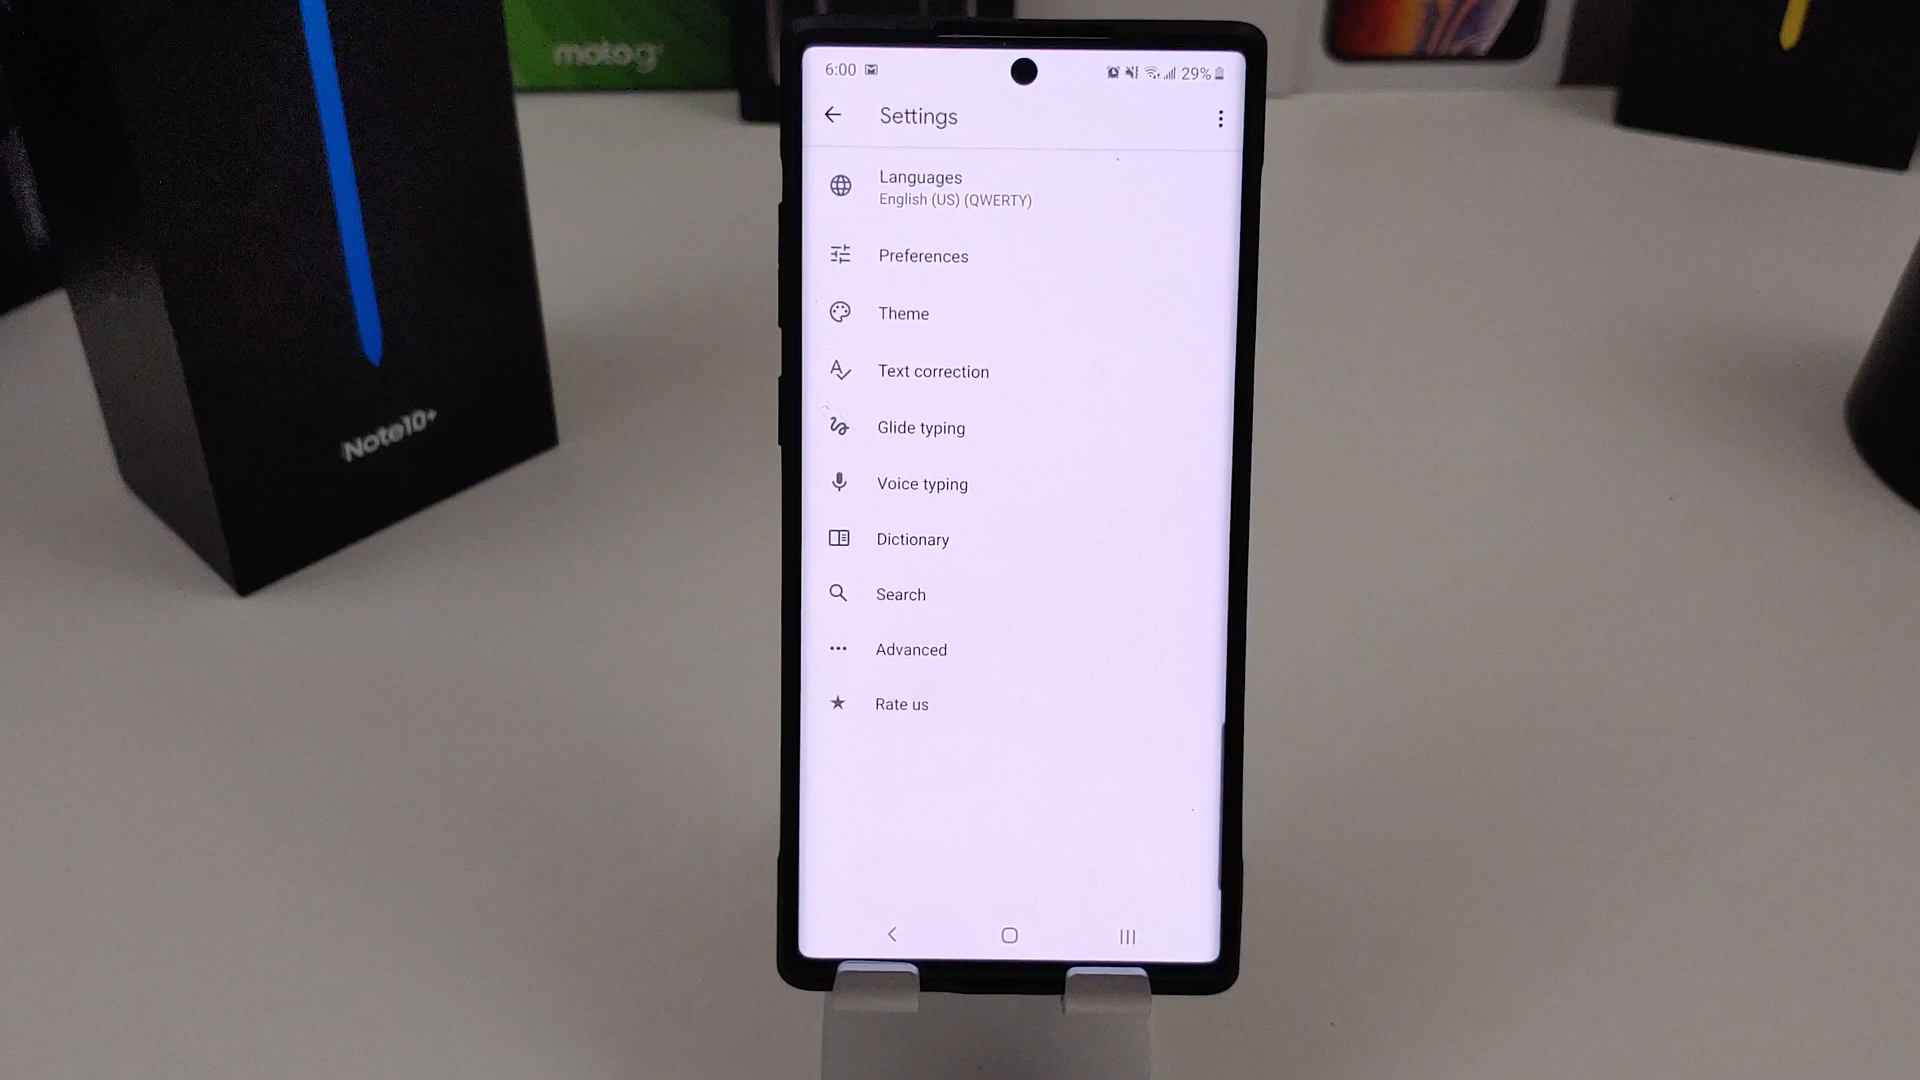 moto g
6:00
29%
Settings
Languages
English (US) (QWERTY)
Preferences
Theme
Text correction
Glide typing
Voice typing
Dictionary
Search
Advanced
Rate us
Note10+